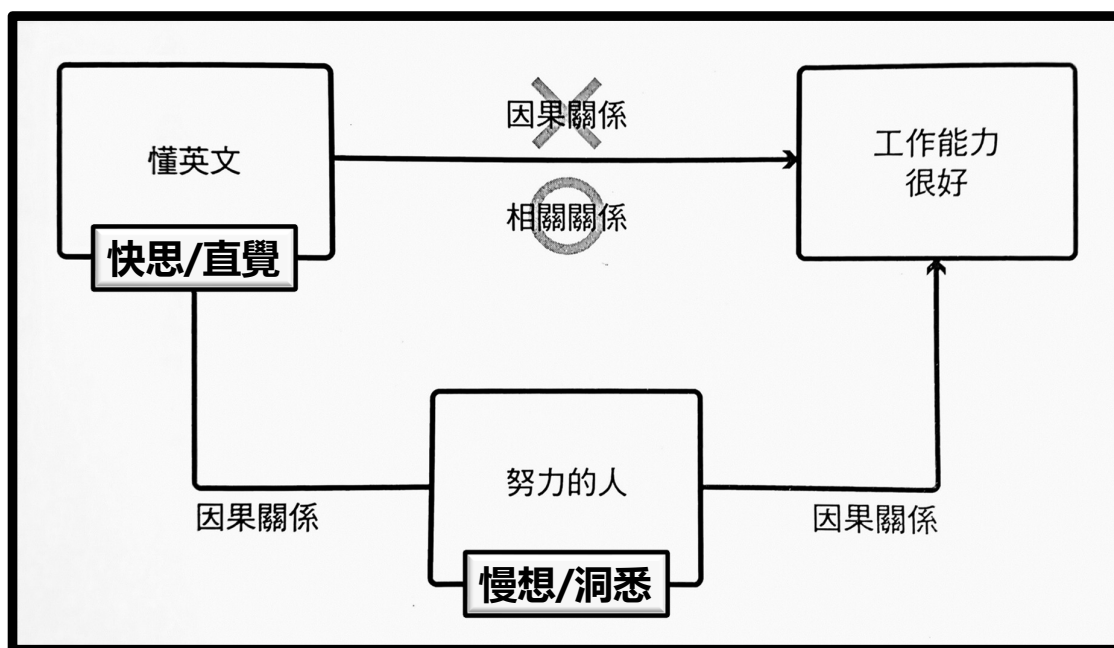 因果關係
懂英文
工作能力
很好
相關關係
快思/直覺
努力的人
因果關係
因果關係
慢想/洞悉